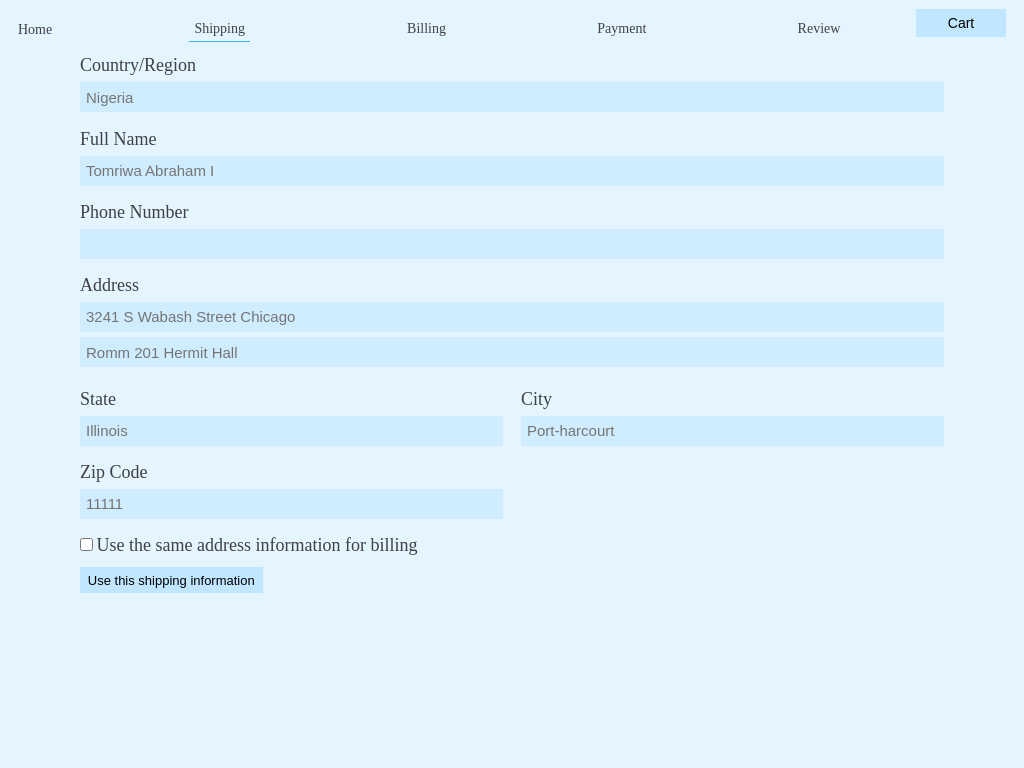 Home Shipping Billing Payment Review Cart
Country/Region
Nigeria
Full Name
Tomriwa Abraham I
Phone Number
Address
3241 S Wabash Street Chicago
Romm 201 Hermit Hall
State City
Illinois Port-harcourt
Zip Code
11111
Use the same address information for billing
Use this shipping information